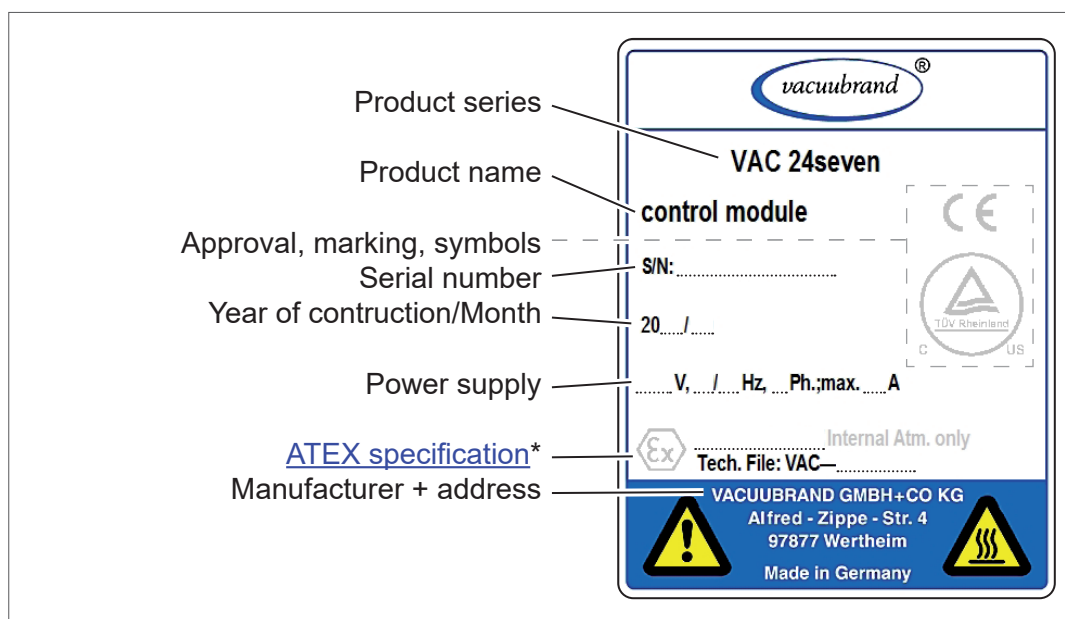 vacuubrand ®
Product series
VAC 24seven
Product name
control module
CE
Approval, marking, symbols
Serial number
S/N:....................
TÜV Rheinland
C US
Year of contruction/Month
20..../....
Power supply
......V, .../... Hz, ...Ph.;max. ....A
ATEX specification*
Ex ....................Internal Atm. only
Tech. File: VAC—............
Manufacturer + address
VACUUBRAND GMBH+CO KG
Alfred - Zippe - Str. 4
97877 Wertheim
Made in Germany